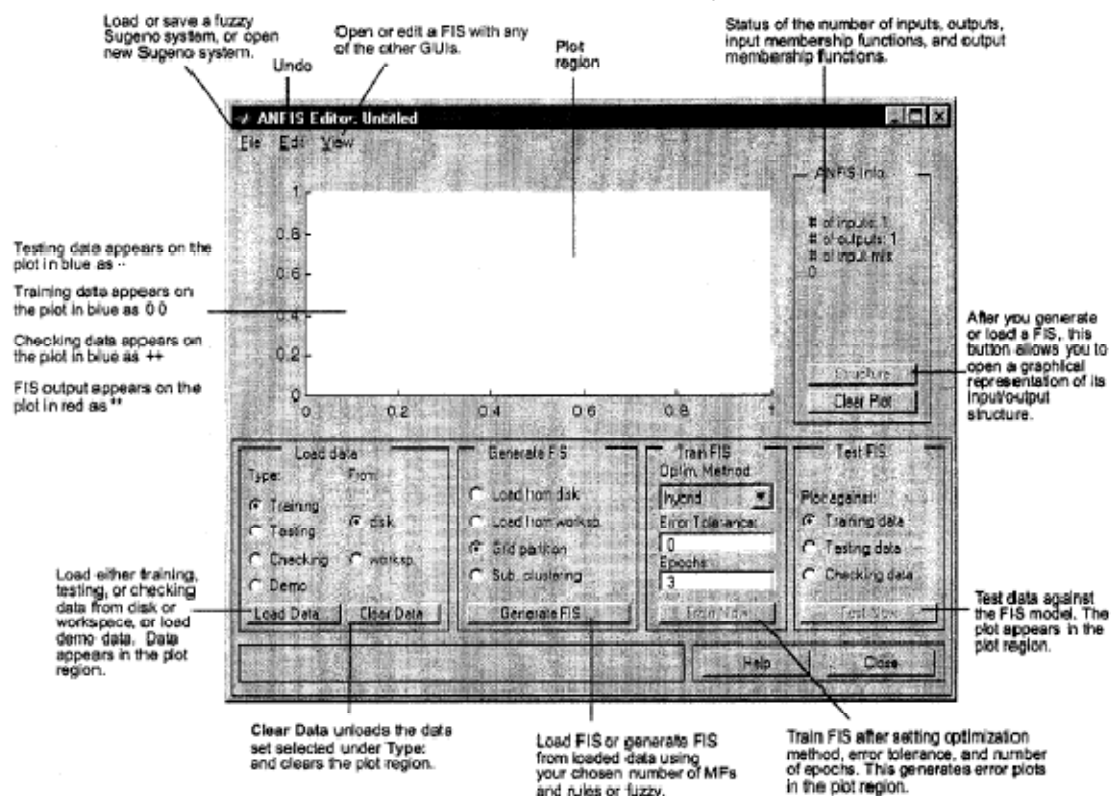 Load or save a fuzzy
Sugeno system, or open
new Sugeno system.
Undo
Open or edit a FIS with any
of the other GUIs.
Plot
region
Status of the number of inputs, outputs,
input membership functions, and output
membership functions.
ANFIS Editor: Untitled
File Edit View
1
0.8
0.6
0.4
0.2
0
0 0.2 0.4 0.6 0.8 1
ANFIS Info.
# of inputs: 1
# of outputs: 1
# of input mfs:
0
Structure
Clear Plot
Testing data appears on the
plot in blue as ··
Training data appears on
the plot in blue as 0 0
Checking data appears on
the plot in blue as ++
FIS output appears on the
plot in red as **
After you generate
or load a FIS, this
button allows you to
open a graphical
representation of its
input/output
structure.
Load data
Type: From:
Training
Testing
Checking
Demo
disk
worksp.
Load Data Clear Data
Generate FIS
Load from disk
Load from worksp.
Grid partition
Sub. clustering
Generate FIS
Train FIS
Optim. Method:
hybrid
Error Tolerance:
0
Epochs:
3
Train Now
Test FIS
Plot against:
Training data
Testing data
Checking data
Test Now
Help Close
Load either training,
testing, or checking
data from disk or
workspace, or load
demo data. Data
appears in the plot
region.
Test data against
the FIS model. The
plot appears in the
plot region.
Clear Data unloads the data
set selected under Type:
and clears the plot region.
Load FIS or generate FIS
from loaded data using
your chosen number of MFs
and rules or fuzzy.
Train FIS after setting optimization
method, error tolerance, and number
of epochs. This generates error plots
in the plot region.